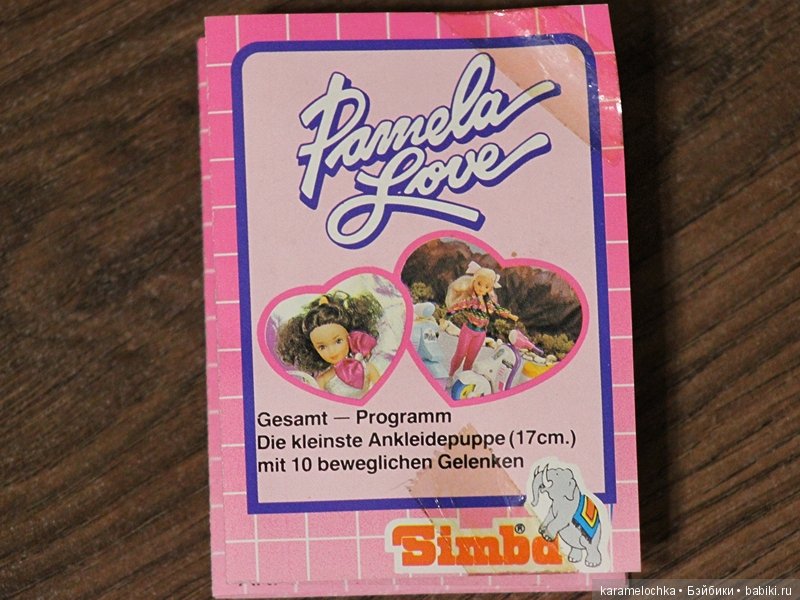 Pamela
Love
Gesamt — Programm
Die kleinste Ankleidepuppe (17cm.)
mit 10 beweglichen Gelenken
Simba®
karamelochka • Бэйбики • babiki.ru